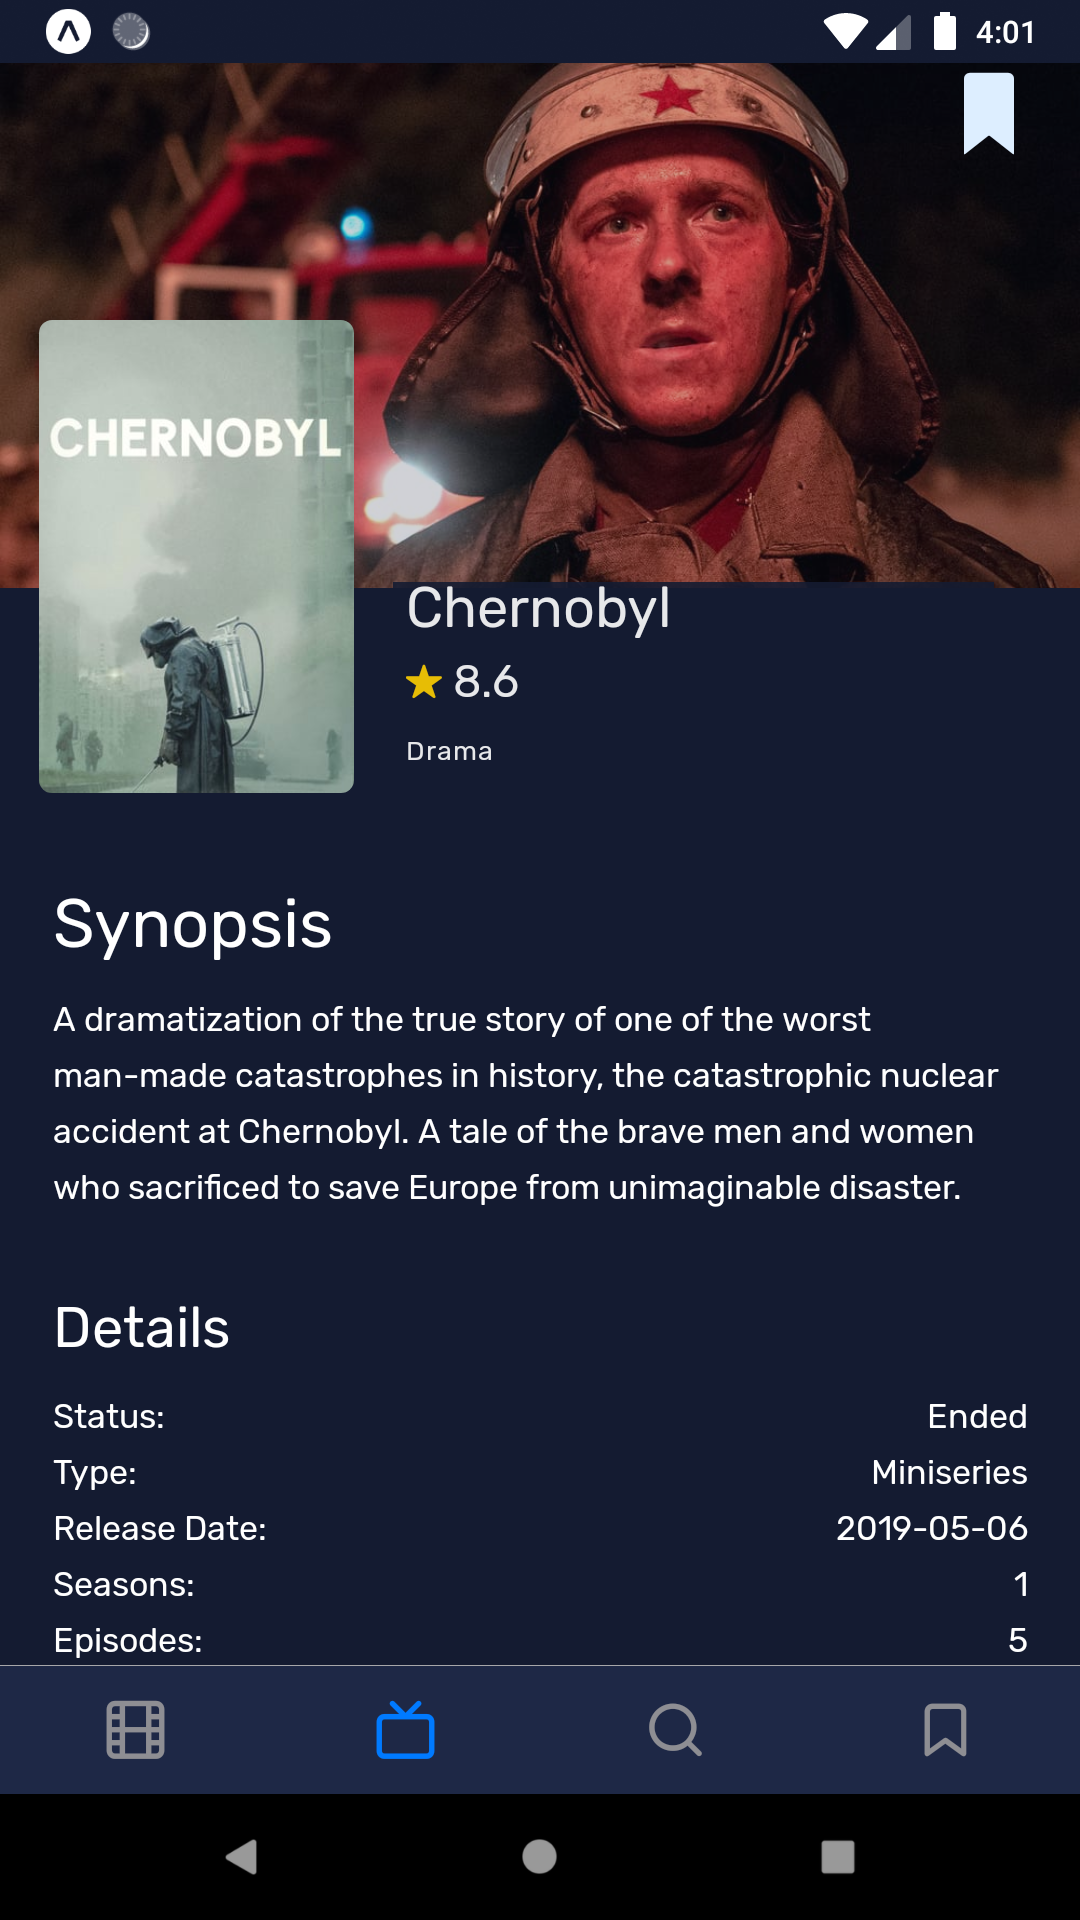 4:01
CHERNOBYL
Chernobyl
8.6
Drama
Synopsis
A dramatization of the true story of one of the worst
man-made catastrophes in history, the catastrophic nuclear
accident at Chernobyl. A tale of the brave men and women
who sacrificed to save Europe from unimaginable disaster.
Details
Status: Ended
Type: Miniseries
Release Date: 2019-05-06
Seasons: 1
Episodes: 5